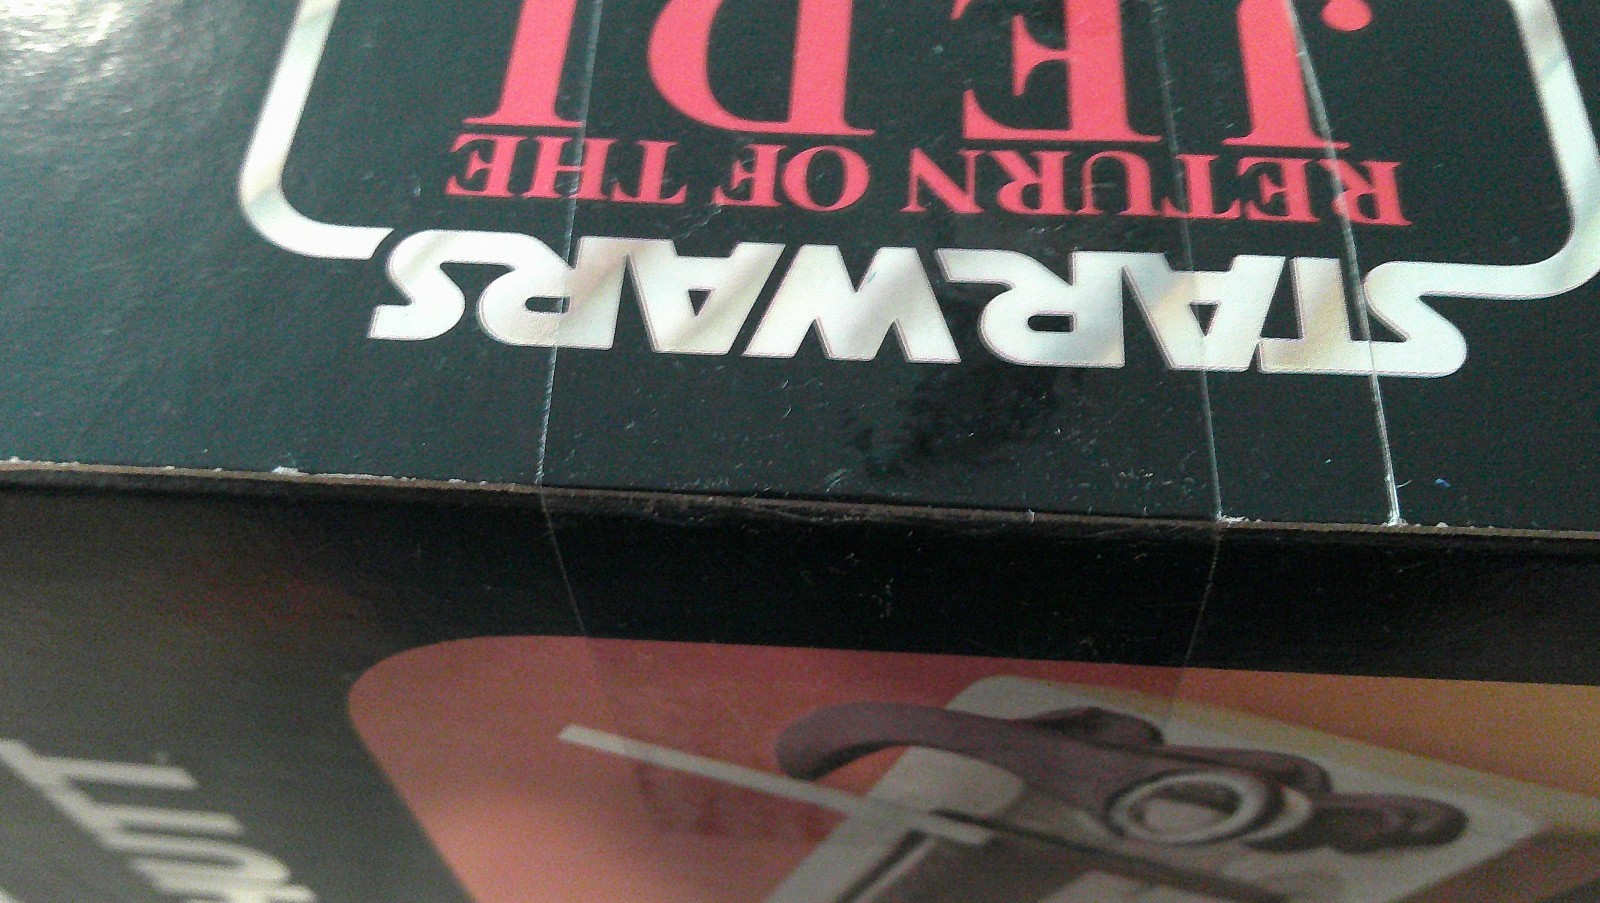 STAR WARS
RETURN OF THE
JEDI